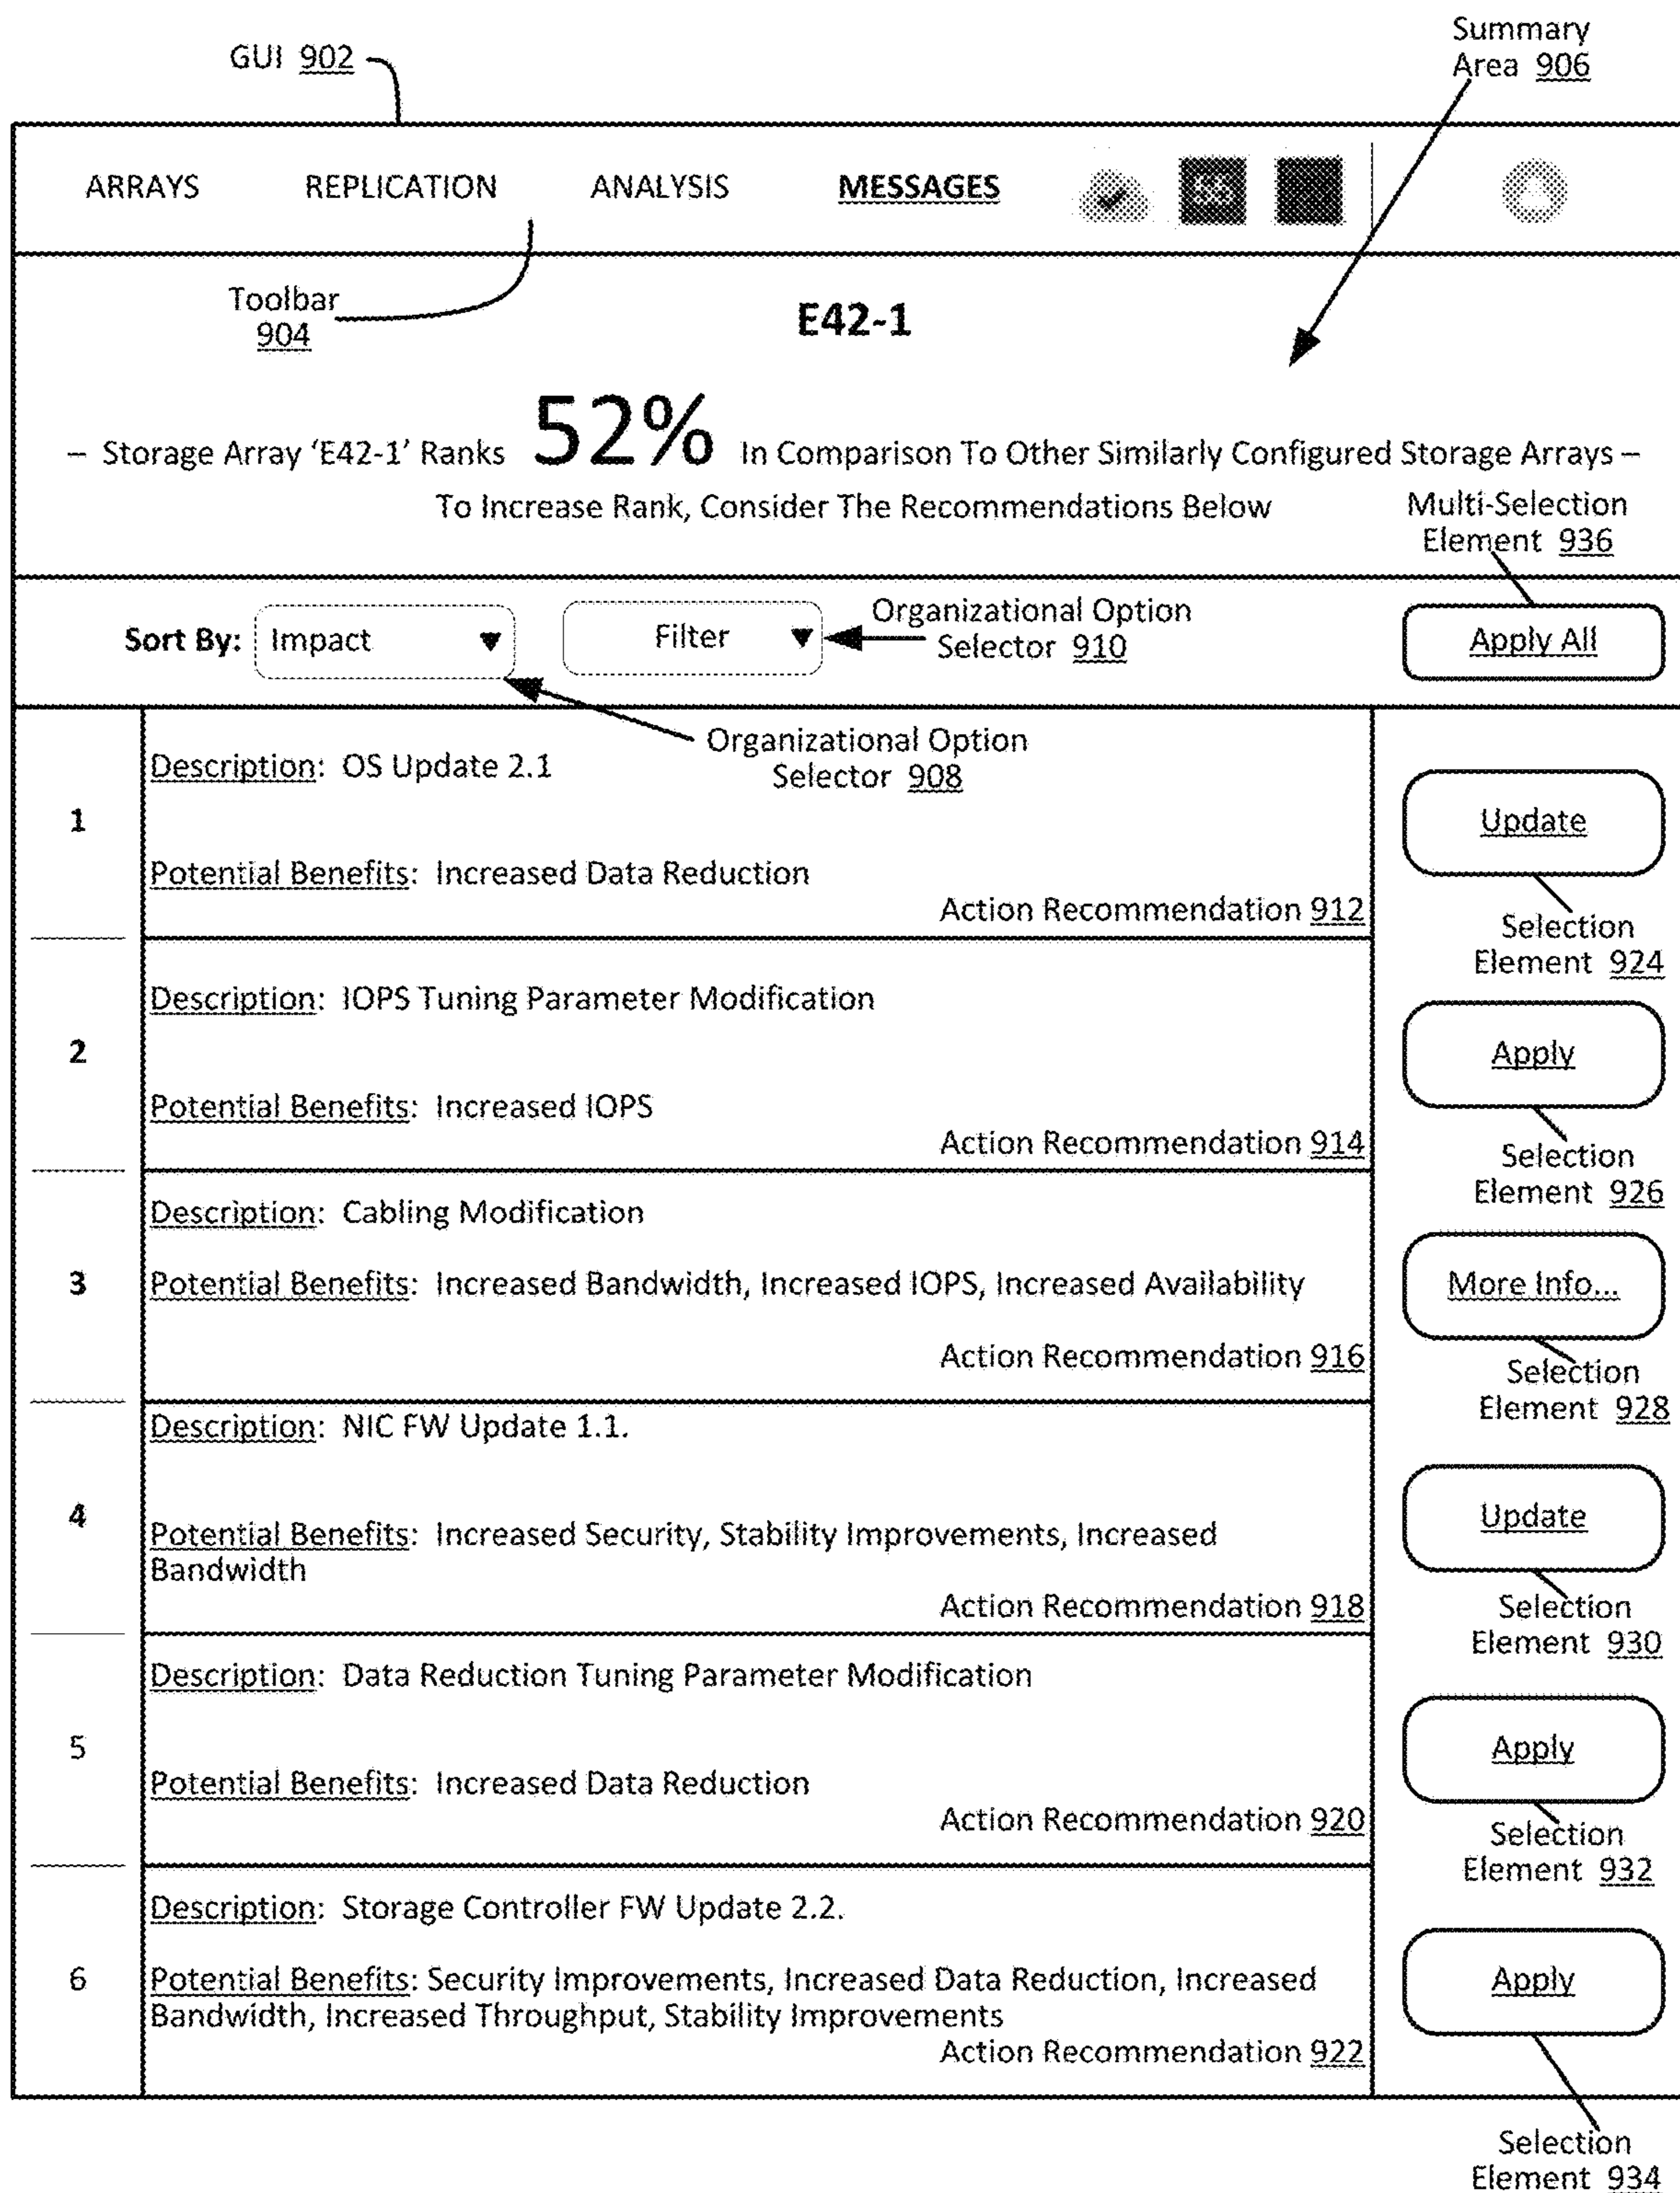 GUI 902
Summary
Area 906
ARRAYS REPLICATION ANALYSIS MESSAGES
Toolbar
904
E42-1
– Storage Array 'E42-1' Ranks 52% In Comparison To Other Similarly Configured Storage Arrays –
To Increase Rank, Consider The Recommendations Below
Multi-Selection
Element 936
Sort By: Impact Filter
Organizational Option
Selector 910
Apply All
Organizational Option
Selector 908
1
Description: OS Update 2.1
Potential Benefits: Increased Data Reduction
Action Recommendation 912
Update
Selection
Element 924
2
Description: IOPS Tuning Parameter Modification
Potential Benefits: Increased IOPS
Action Recommendation 914
Apply
Selection
Element 926
3
Description: Cabling Modification
Potential Benefits: Increased Bandwidth, Increased IOPS, Increased Availability
Action Recommendation 916
More Info...
Selection
Element 928
4
Description: NIC FW Update 1.1.
Potential Benefits: Increased Security, Stability Improvements, Increased
Bandwidth
Action Recommendation 918
Update
Selection
Element 930
5
Description: Data Reduction Tuning Parameter Modification
Potential Benefits: Increased Data Reduction
Action Recommendation 920
Apply
Selection
Element 932
6
Description: Storage Controller FW Update 2.2.
Potential Benefits: Security Improvements, Increased Data Reduction, Increased
Bandwidth, Increased Throughput, Stability Improvements
Action Recommendation 922
Apply
Selection
Element 934